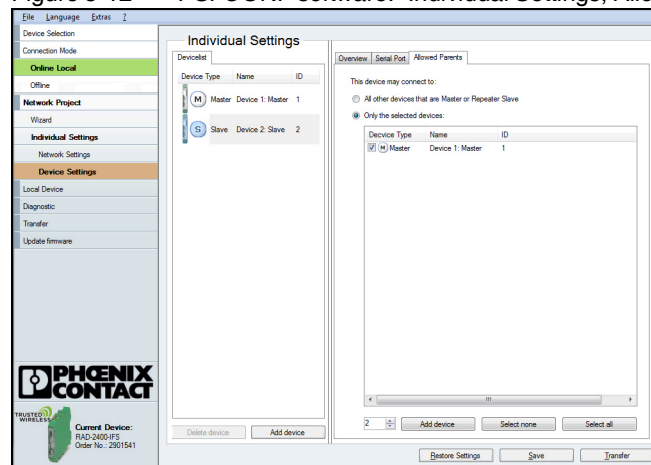 File Language Extras ?
Device Selection
Connection Mode
Online Local
Offline
Network Project
Wizard
Individual Settings
Network Settings
Device Settings
Local Device
Diagnostic
Transfer
Update firmware
PHŒNIX
CONTACT
TRUSTED
WIRELESS
Current Device:
RAD-2400-IFS
Order No.: 2901541
Individual Settings
Devicelist
Device Type Name ID
M Master Device 1: Master 1
S Slave Device 2: Slave 2
Delete device Add device
Overview Serial Port Allowed Parents
This device may connect to:
All other devices that are Master or Repeater Slave
Only the selected devices:
Decvice Type Name ID
M Master Device 1: Master 1
2 Add device Select none Select all
Restore Settings Save Transfer